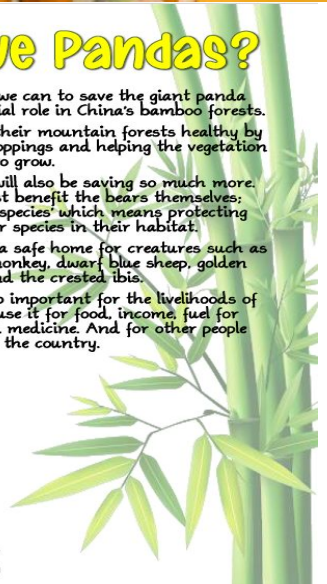 ve Pandas?
we can to save the giant panda
ial role in China's bamboo forests.
their mountain forests healthy by
oppings and helping the vegetation
o grow.
will also be saving so much more.
st benefit the bears themselves;
species' which means protecting
r species in their habitat.
a safe home for creatures such as
onkey, dwarf blue sheep, golden
nd the crested ibis.
o important for the livelihoods of
use it for food, income, fuel for
medicine. And for other people
the country.